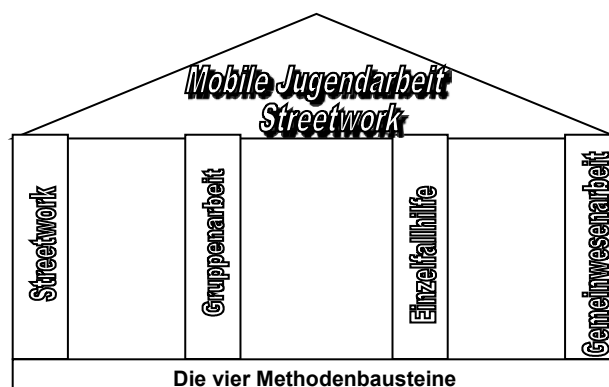 Mobile Jugendarbeit
Streetwork
Streetwork
Gruppenarbeit
Einzelfallhilfe
Gemeinwesenarbeit
Die vier Methodenbausteine